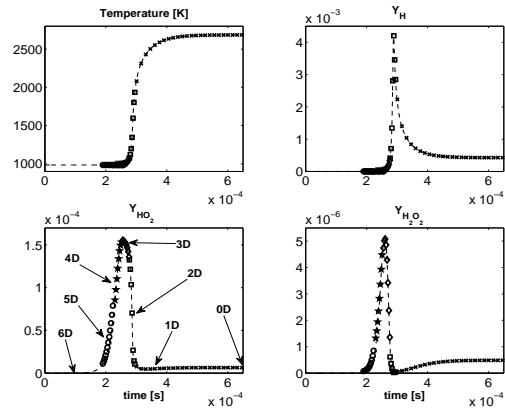 Temperature [K]
2500
2000
1500
1000
0 2 4 6
x 10⁻⁴
x 10⁻³
Y_H
4
3
2
1
0
0 2 4 6
x 10⁻⁴
x 10⁻⁴
Y_HO₂
1.5
1
0.5
0
3D
4D
2D
5D
6D
1D
0D
0 2 4 6
time [s]
x 10⁻⁴
x 10⁻⁶
Y_H₂O₂
5
4
3
2
1
0
0 2 4 6
time [s]
x 10⁻⁴